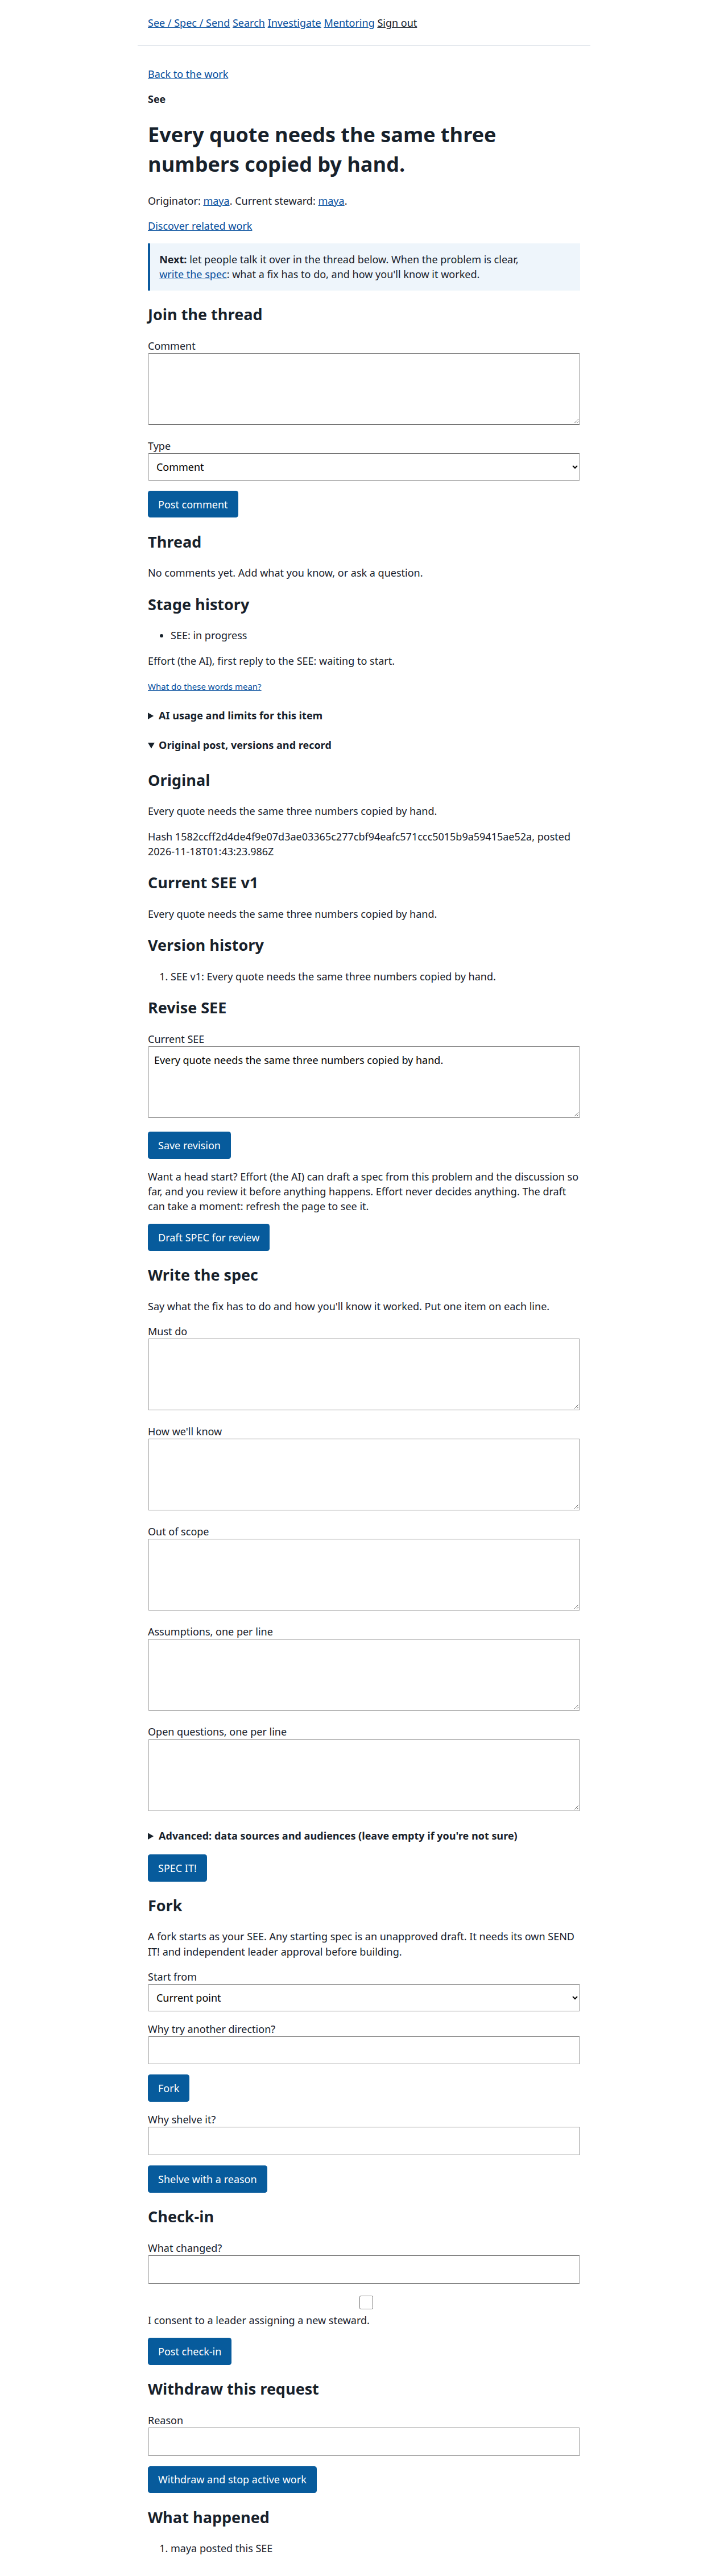 See / Spec / Send Search Investigate Mentoring Sign out
Back to the work
See
Every quote needs the same three
numbers copied by hand.
Originator: maya. Current steward: maya.
Discover related work
Next: let people talk it over in the thread below. When the problem is clear,
write the spec: what a fix has to do, and how you'll know it worked.
Join the thread
Comment
Type
Comment
Post comment
Thread
No comments yet. Add what you know, or ask a question.
Stage history
• SEE: in progress
Effort (the AI), first reply to the SEE: waiting to start.
What do these words mean?
▶ AI usage and limits for this item
▼ Original post, versions and record
Original
Every quote needs the same three numbers copied by hand.
Hash 1582ccff2d4de4f9e07d3ae03365c277cbf94eafc571ccc5015b9a59415ae52a, posted
2026-11-18T01:43:23.986Z
Current SEE v1
Every quote needs the same three numbers copied by hand.
Version history
1. SEE v1: Every quote needs the same three numbers copied by hand.
Revise SEE
Current SEE
Every quote needs the same three numbers copied by hand.
Save revision
Want a head start? Effort (the AI) can draft a spec from this problem and the discussion so
far, and you review it before anything happens. Effort never decides anything. The draft
can take a moment: refresh the page to see it.
Draft SPEC for review
Write the spec
Say what the fix has to do and how you'll know it worked. Put one item on each line.
Must do
How we'll know
Out of scope
Assumptions, one per line
Open questions, one per line
▶ Advanced: data sources and audiences (leave empty if you're not sure)
SPEC IT!
Fork
A fork starts as your SEE. Any starting spec is an unapproved draft. It needs its own SEND
IT! and independent leader approval before building.
Start from
Current point
Why try another direction?
Fork
Why shelve it?
Shelve with a reason
Check-in
What changed?
I consent to a leader assigning a new steward.
Post check-in
Withdraw this request
Reason
Withdraw and stop active work
What happened
1. maya posted this SEE